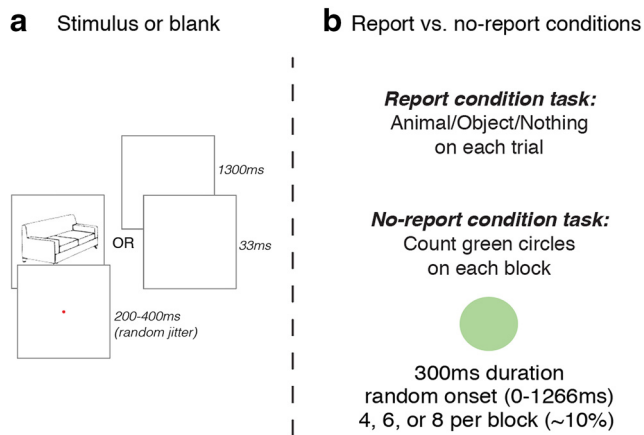 a Stimulus or blank
1300ms
OR
33ms
200-400ms
(random jitter)
b Report vs. no-report conditions
Report condition task:
Animal/Object/Nothing
on each trial
No-report condition task:
Count green circles
on each block
300ms duration
random onset (0-1266ms)
4, 6, or 8 per block (~10%)